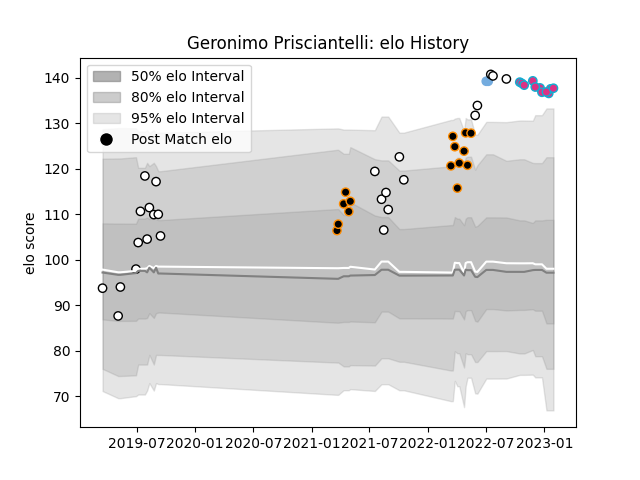 Geronimo Prisciantelli: elo History
50% elo Interval
80% elo Interval
95% elo Interval
Post Match elo
elo score
140
130
120
110
100
90
80
70
2019-07 2020-01 2020-07 2021-01 2021-07 2022-01 2022-07 2023-01